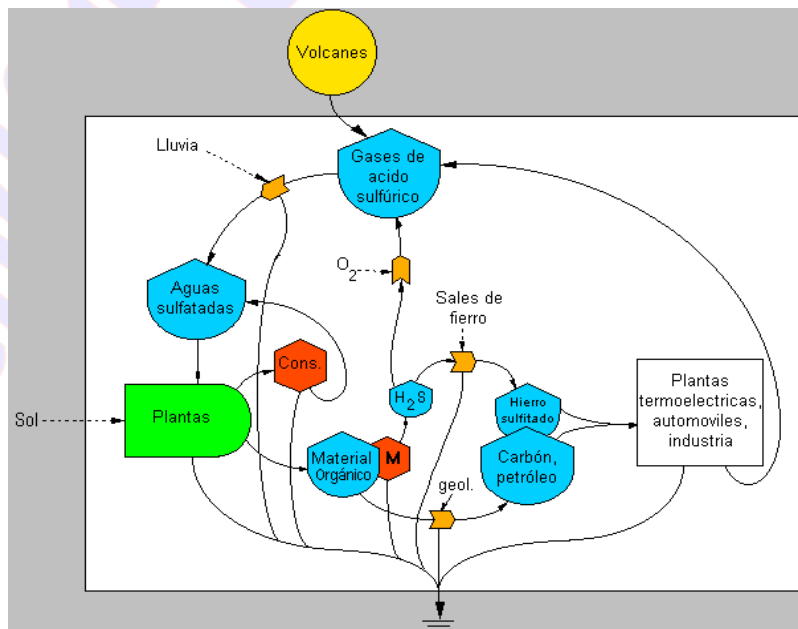 Volcanes
Lluvia
Gases de
acido
sulfúrico
O2
Aguas
sulfatadas
Sales de
fierro
Cons.
H2S
Hierro
sulfitado
Plantas
termoelectricas,
automoviles,
industria
Sol
Plantas
Material
Orgánico
M
Carbón,
petróleo
geol.